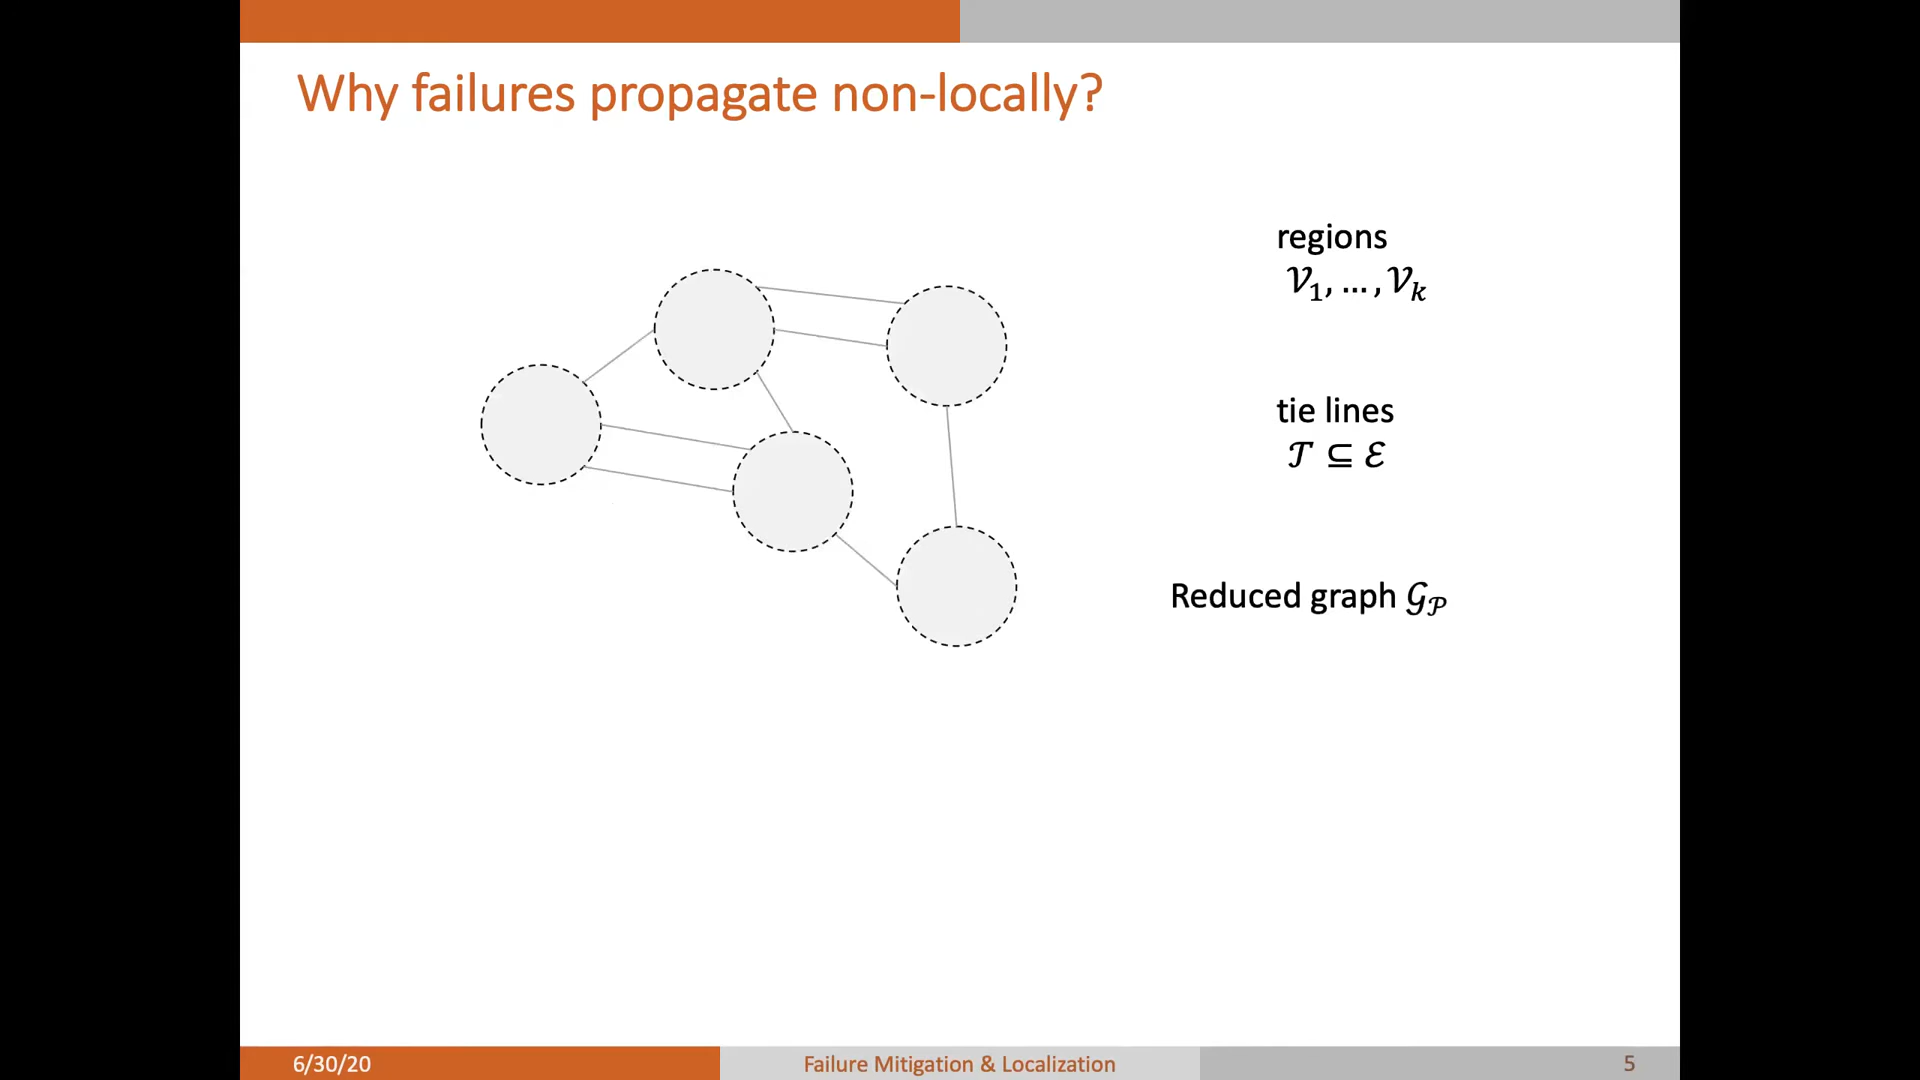 Why failures propagate non-locally?
regions
𝒱₁, … , 𝒱ₖ
tie lines
𝒯 ⊆ ℰ
Reduced graph 𝒢_𝒫
6/30/20
Failure Mitigation & Localization
5